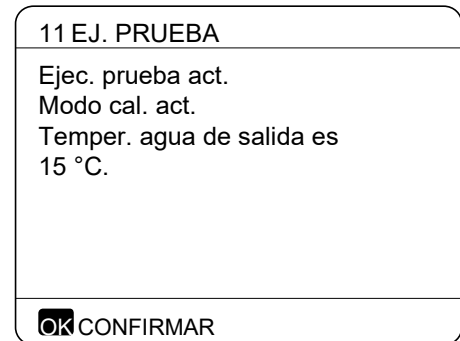 11 EJ. PRUEBA
Ejec. prueba act.
Modo cal. act.
Temper. agua de salida es
15 °C.
OK CONFIRMAR